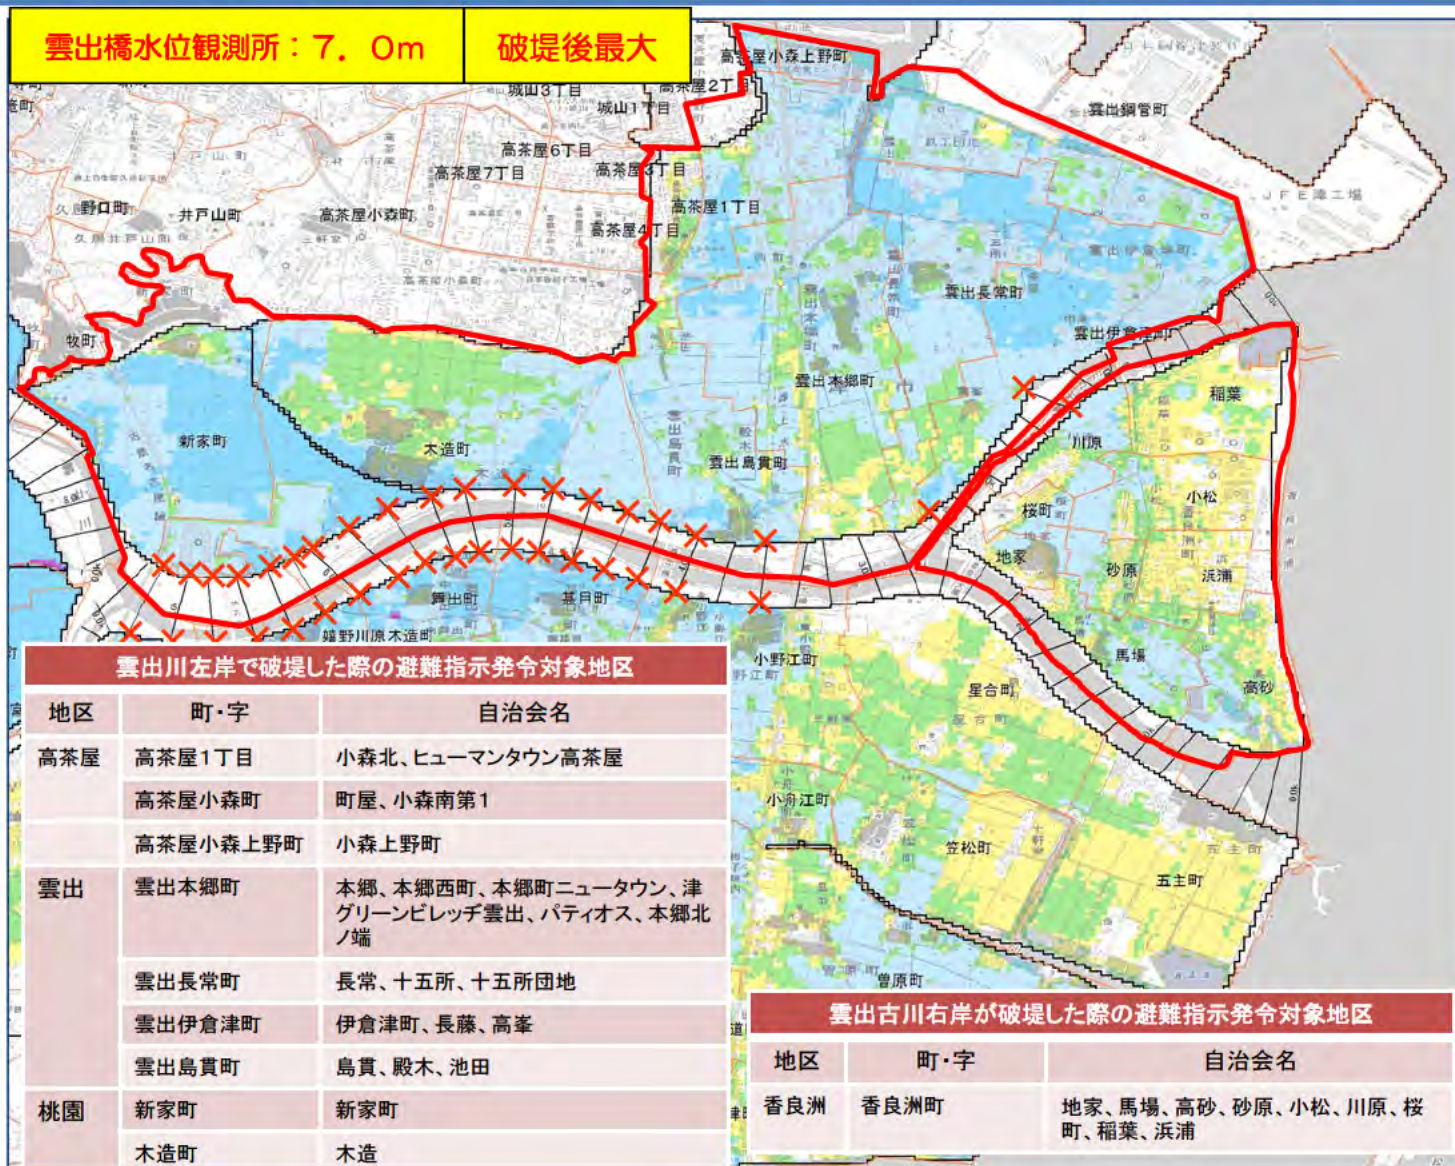 雲出橋水位観測所：７．０ｍ
破堤後最大
高茶屋小森上野町
高茶屋2丁目
城山3丁目
城山1丁目
雲出鋼管町
高茶屋6丁目
高茶屋7丁目
高茶屋3丁目
ＪＦＥ津工場
野口町
井戸山町
高茶屋小森町
高茶屋1丁目
高茶屋4丁目
久居井戸山町
雲出長常町
雲出伊倉津町
牧町
雲出本郷町
稲葉
新家町
木造町
川原
雲出島貫町
小松
桜町
地家
砂原
浜浦
舞出町
甚目町
嬉野川原木造町
小野江町
馬場
星合町
高砂
小舟江町
笠松町
五主町
曽原町
雲出川左岸で破堤した際の避難指示発令対象地区
地区 町・字 自治会名
高茶屋 高茶屋1丁目 小森北、ヒューマンタウン高茶屋
高茶屋小森町 町屋、小森南第1
高茶屋小森上野町 小森上野町
雲出 雲出本郷町 本郷、本郷西町、本郷町ニュータウン、津
グリーンビレッヂ雲出、パティオス、本郷北
ノ端
雲出長常町 長常、十五所、十五所団地
雲出伊倉津町 伊倉津町、長藤、高峯
雲出島貫町 島貫、殿木、池田
桃園 新家町 新家町
木造町 木造
雲出古川右岸が破堤した際の避難指示発令対象地区
地区 町・字 自治会名
香良洲 香良洲町 地家、馬場、高砂、砂原、小松、川原、桜
町、稲葉、浜浦